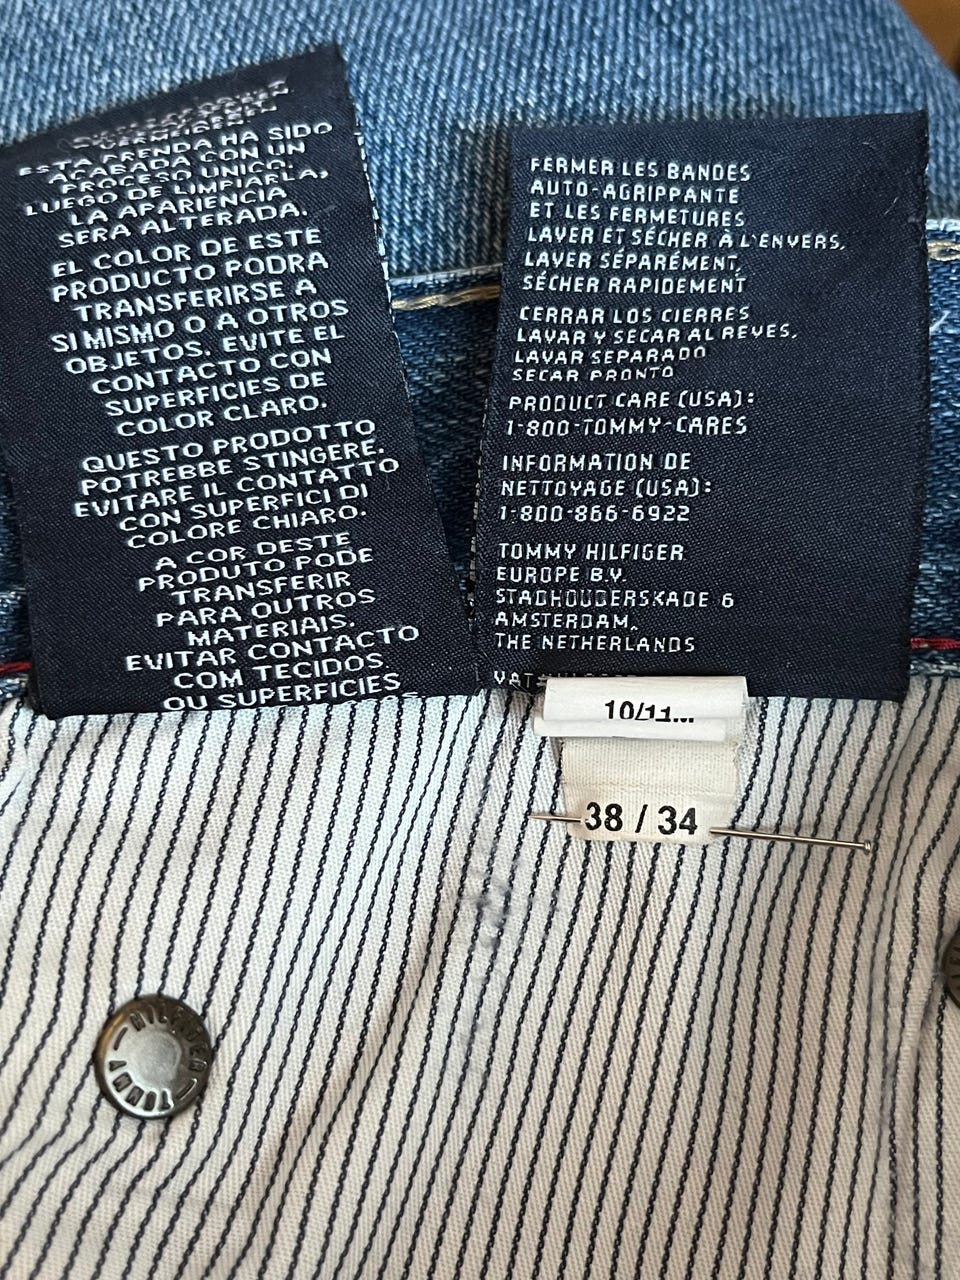 ESTA PRENDA HA SIDO
ACABADA CON UN
PROCESO UNICO.
LUEGO DE LIMPIARLA,
LA APARIENCIA
SERA ALTERADA.
EL COLOR DE ESTE
PRODUCTO PODRA
TRANSFERIRSE A
SI MISMO O A OTROS
OBJETOS. EVITE EL
CONTACTO CON
SUPERFICIES DE
COLOR CLARO.
QUESTO PRODOTTO
POTREBBE STINGERE.
EVITARE IL CONTATTO
CON SUPERFICI DI
COLORE CHIARO.
A COR DESTE
PRODUTO PODE
TRANSFERIR
PARA OUTROS
MATERIAIS.
EVITAR CONTACTO
COM TECIDOS
OU SUPERFICIES
FERMER LES BANDES
AUTO-AGRIPPANTE
ET LES FERMETURES
LAVER ET SÉCHER À L'ENVERS,
LAVER SÉPARÉMENT,
SÉCHER RAPIDEMENT
CERRAR LOS CIERRES
LAVAR Y SECAR AL REVES,
LAVAR SEPARADO
SECAR PRONTO
PRODUCT CARE (USA):
1-800-TOMMY-CARES
INFORMATION DE
NETTOYAGE (USA):
1-800-866-6922
TOMMY HILFIGER
EUROPE B.V.
STADHOUDERSKADE 6
AMSTERDAM,
THE NETHERLANDS
VAT#
10/11
38 / 34
HILFIGER
TOMMY